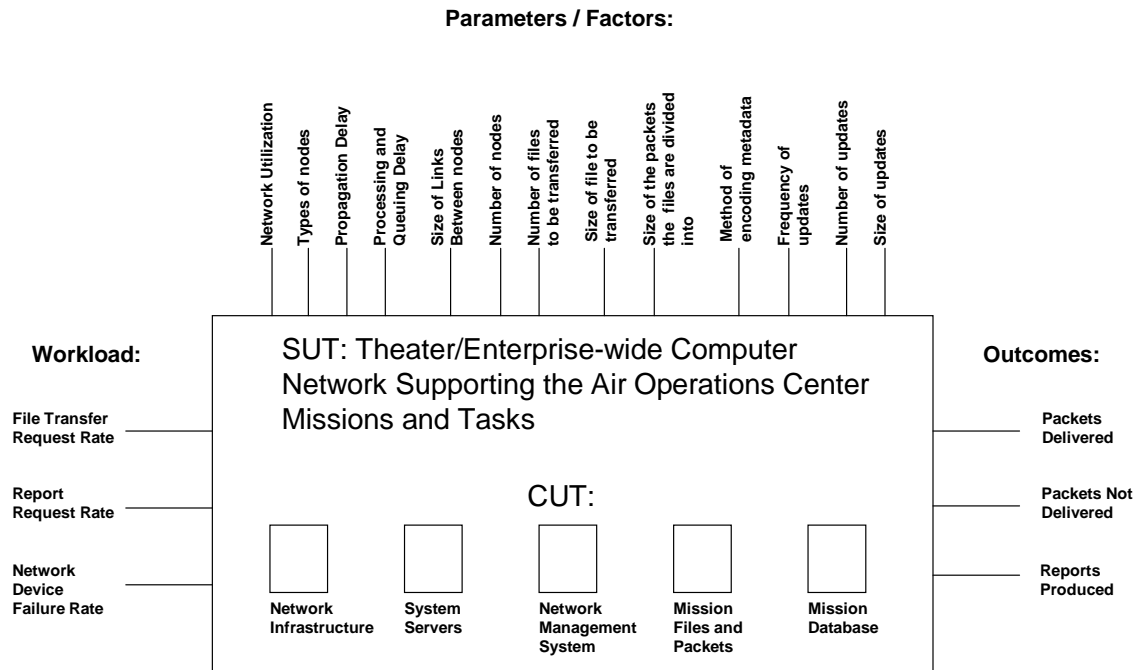 Parameters / Factors:
Network Utilization
Types of nodes
Propagation Delay
Processing and
Queuing Delay
Size of Links
Between nodes
Number of nodes
Number of files
to be transferred
Size of file to be
transferred
Size of the packets
the files are divided
into
Method of
encoding metadata
Frequency of
updates
Number of updates
Size of updates
Workload:
File Transfer
Request Rate
Report
Request Rate
Network
Device
Failure Rate
SUT: Theater/Enterprise-wide Computer
Network Supporting the Air Operations Center
Missions and Tasks
CUT:
Network
Infrastructure
System
Servers
Network
Management
System
Mission
Files and
Packets
Mission
Database
Outcomes:
Packets
Delivered
Packets Not
Delivered
Reports
Produced